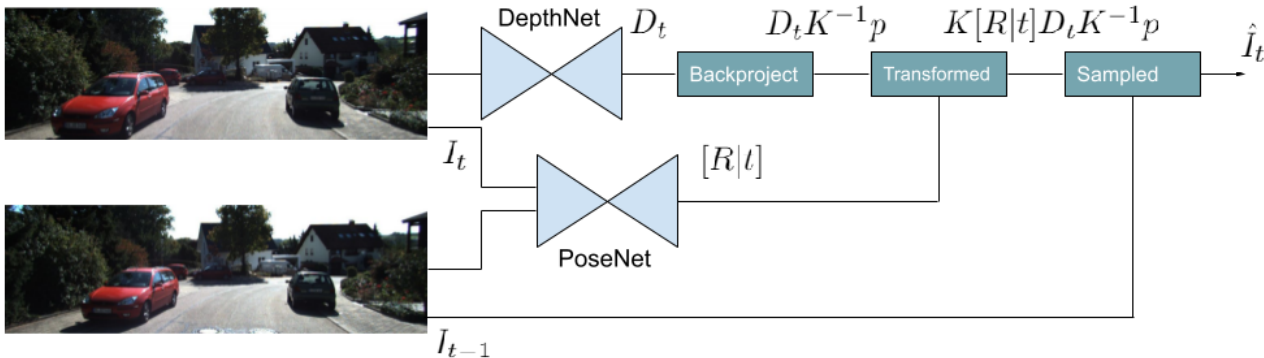 DepthNet
D_t
D_tK^{-1}p
K[R|t]D_tK^{-1}p
Î_t
Backproject
Transformed
Sampled
I_t
[R|t]
PoseNet
I_{t-1}